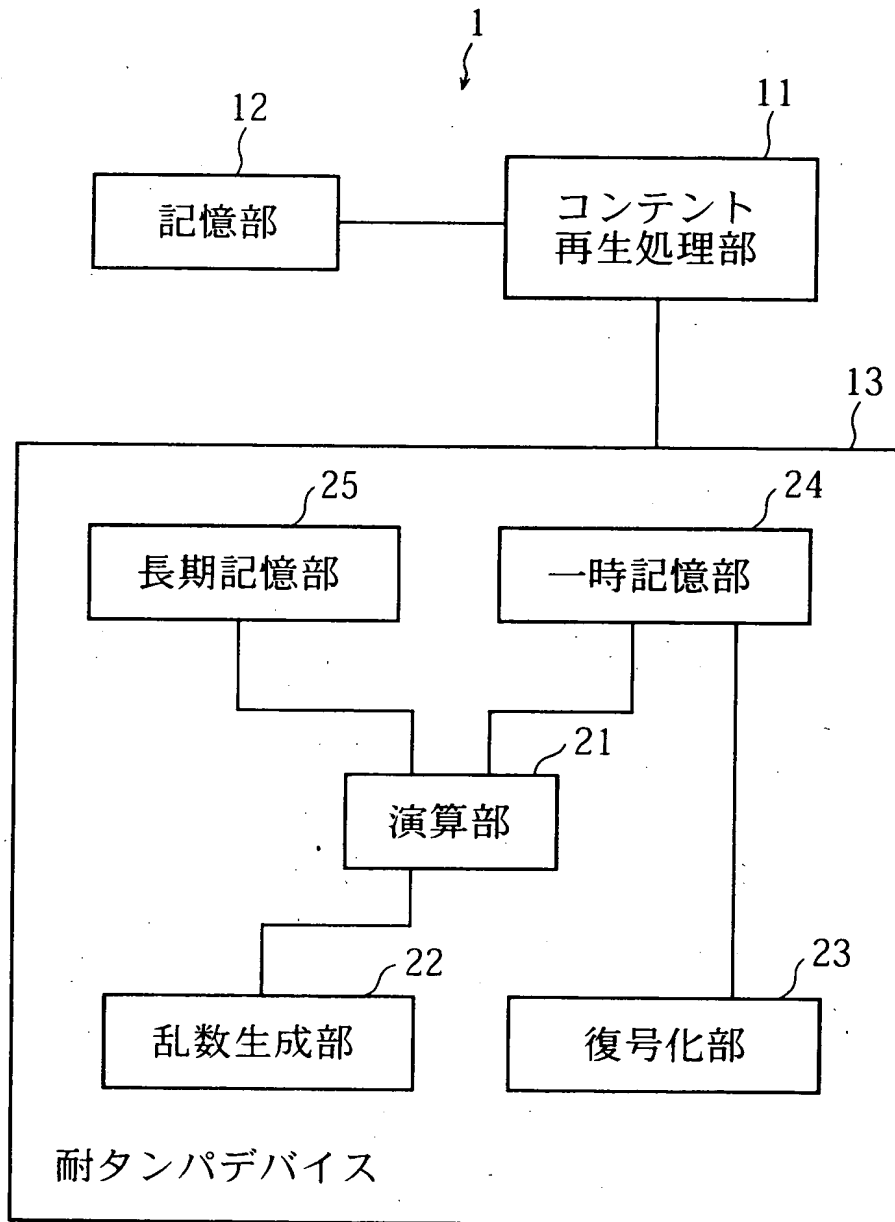 1
12
11
記憶部
コンテント
再生処理部
13
25
24
長期記憶部
一時記憶部
21
演算部
22
23
乱数生成部
復号化部
耐タンパデバイス